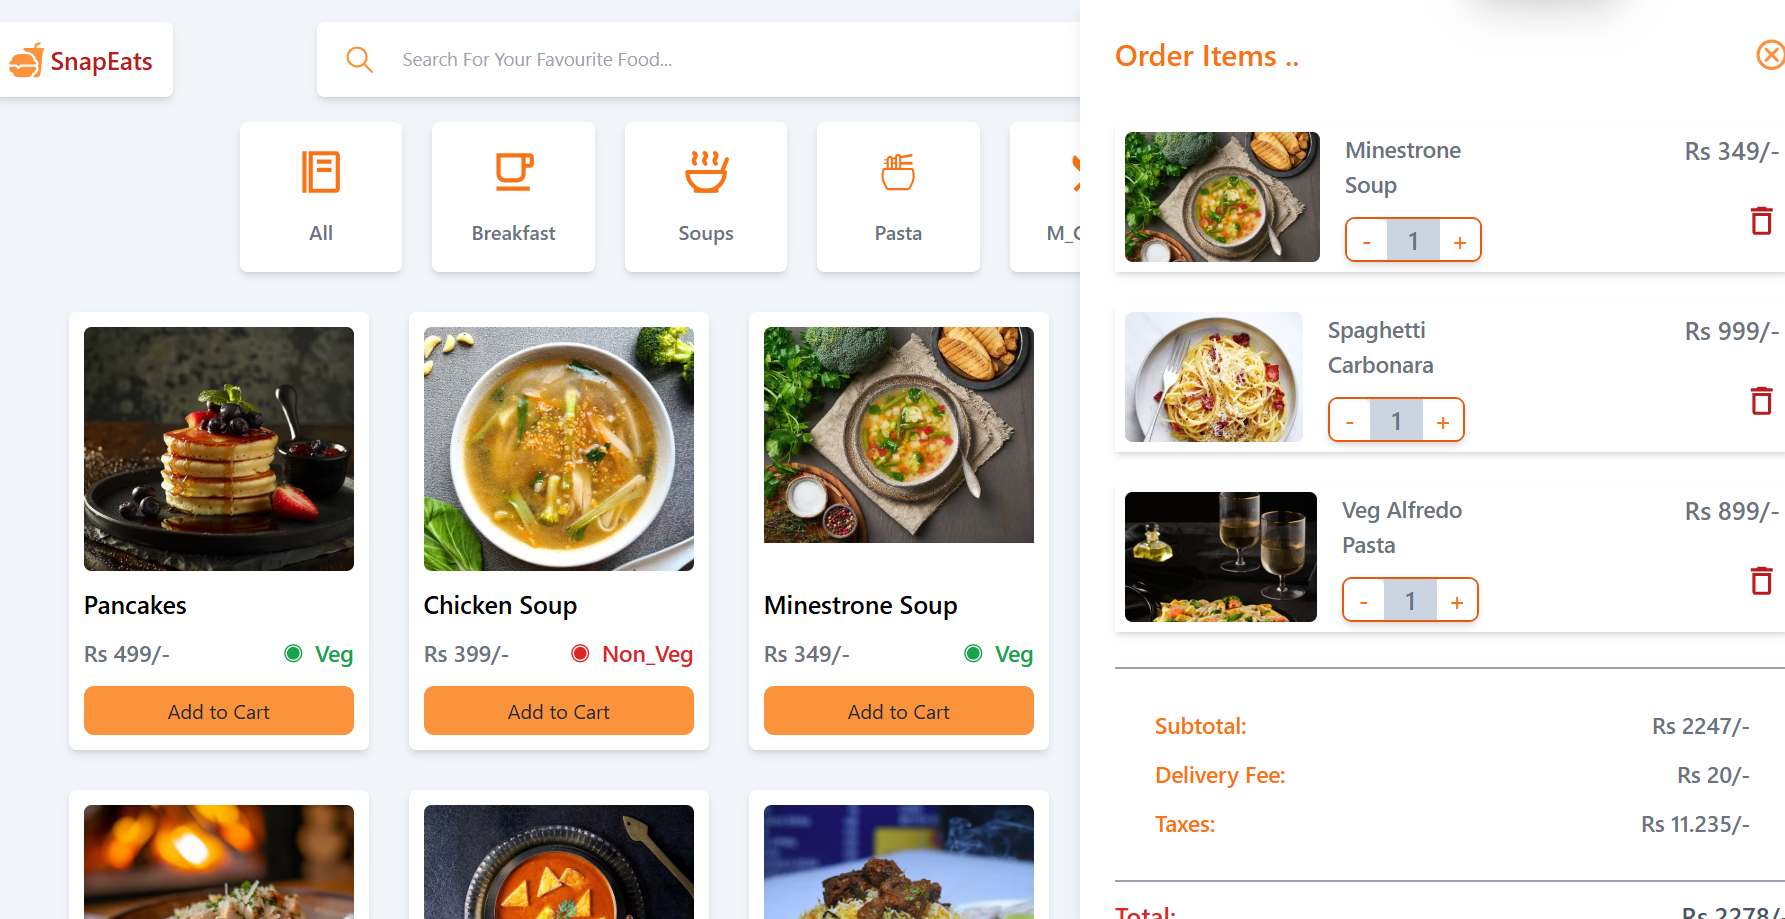 SnapEats
Search For Your Favourite Food...
All
Breakfast
Soups
Pasta
Pancakes
Rs 499/-
Veg
Add to Cart
Chicken Soup
Rs 399/-
Non_Veg
Add to Cart
Minestrone Soup
Rs 349/-
Veg
Add to Cart
Order Items ..
Minestrone
Soup
Rs 349/-
- 1 +
Spaghetti
Carbonara
Rs 999/-
- 1 +
Veg Alfredo
Pasta
Rs 899/-
- 1 +
Subtotal:
Rs 2247/-
Delivery Fee:
Rs 20/-
Taxes:
Rs 11.235/-
Total:
Rs 2278/-